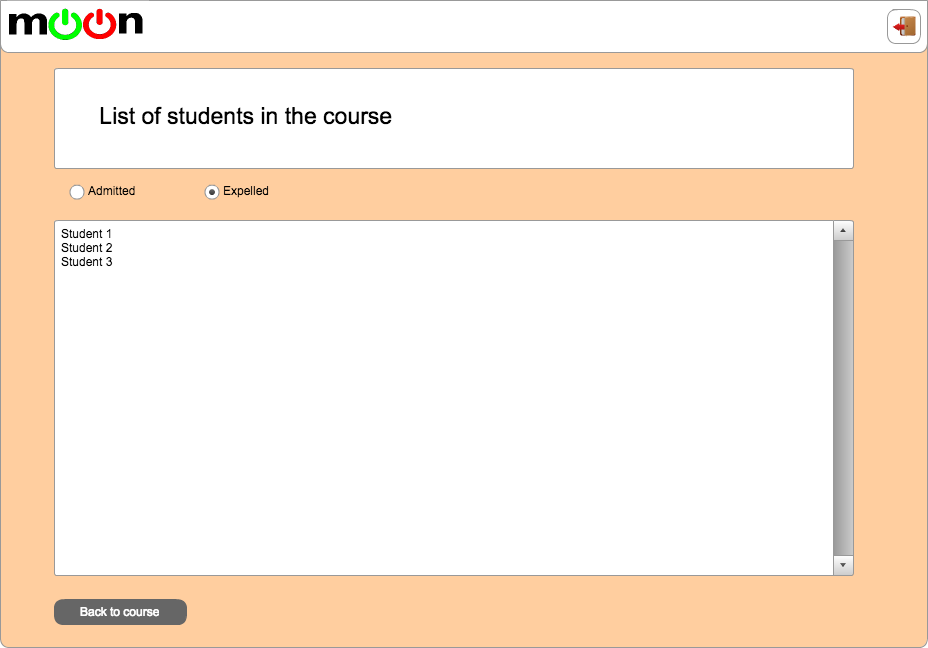 moon
List of students in the course
Admitted
Expelled
Student 1
Student 2
Student 3
Back to course